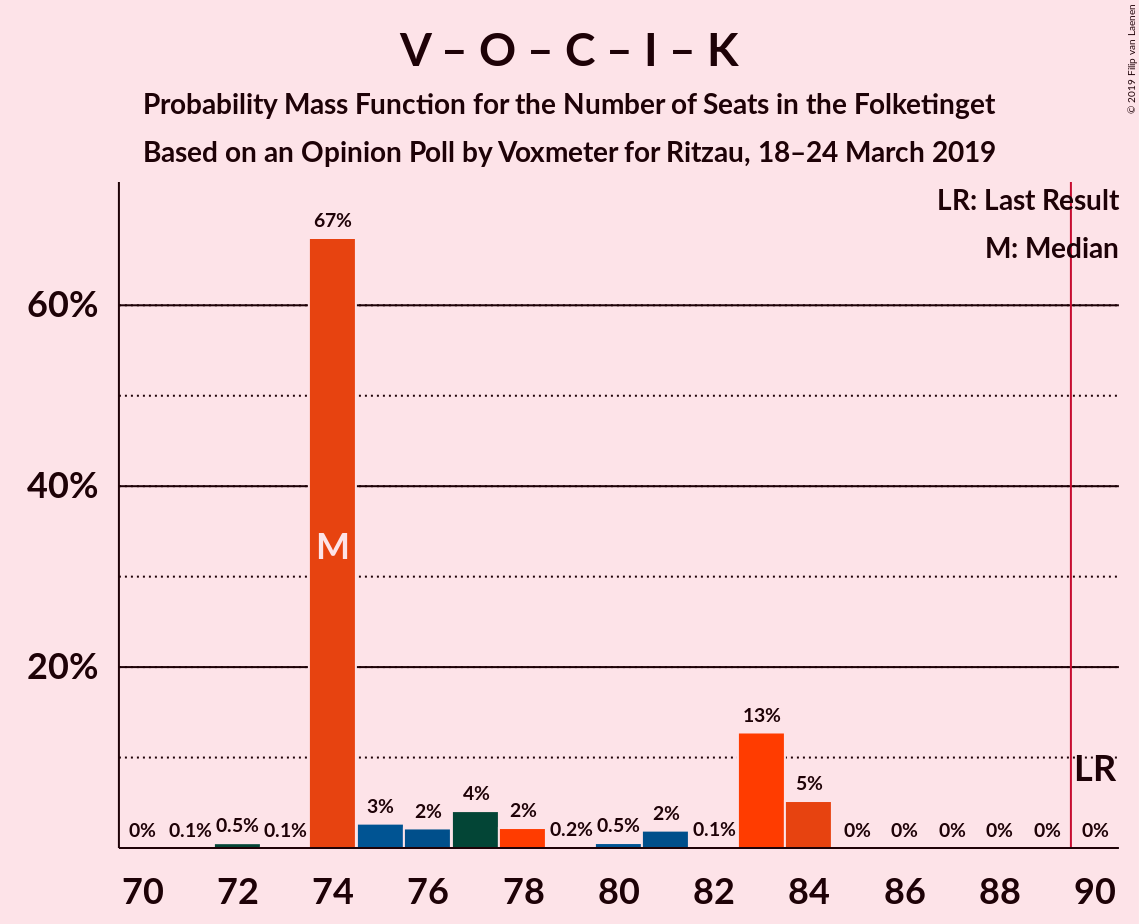 V – O – C – I – K
Probability Mass Function for the Number of Seats in the Folketinget
Based on an Opinion Poll by Voxmeter for Ritzau, 18–24 March 2019
© 2019 Filip van Laenen
LR: Last Result
M: Median
67%
60%
40%
M
20%
13%
LR
5%
4%
3%
2%
2%
2%
0% 0.1% 0.5% 0.1% 0.2% 0.5% 0.1% 0% 0% 0% 0% 0% 0%
70 72 74 76 78 80 82 84 86 88 90